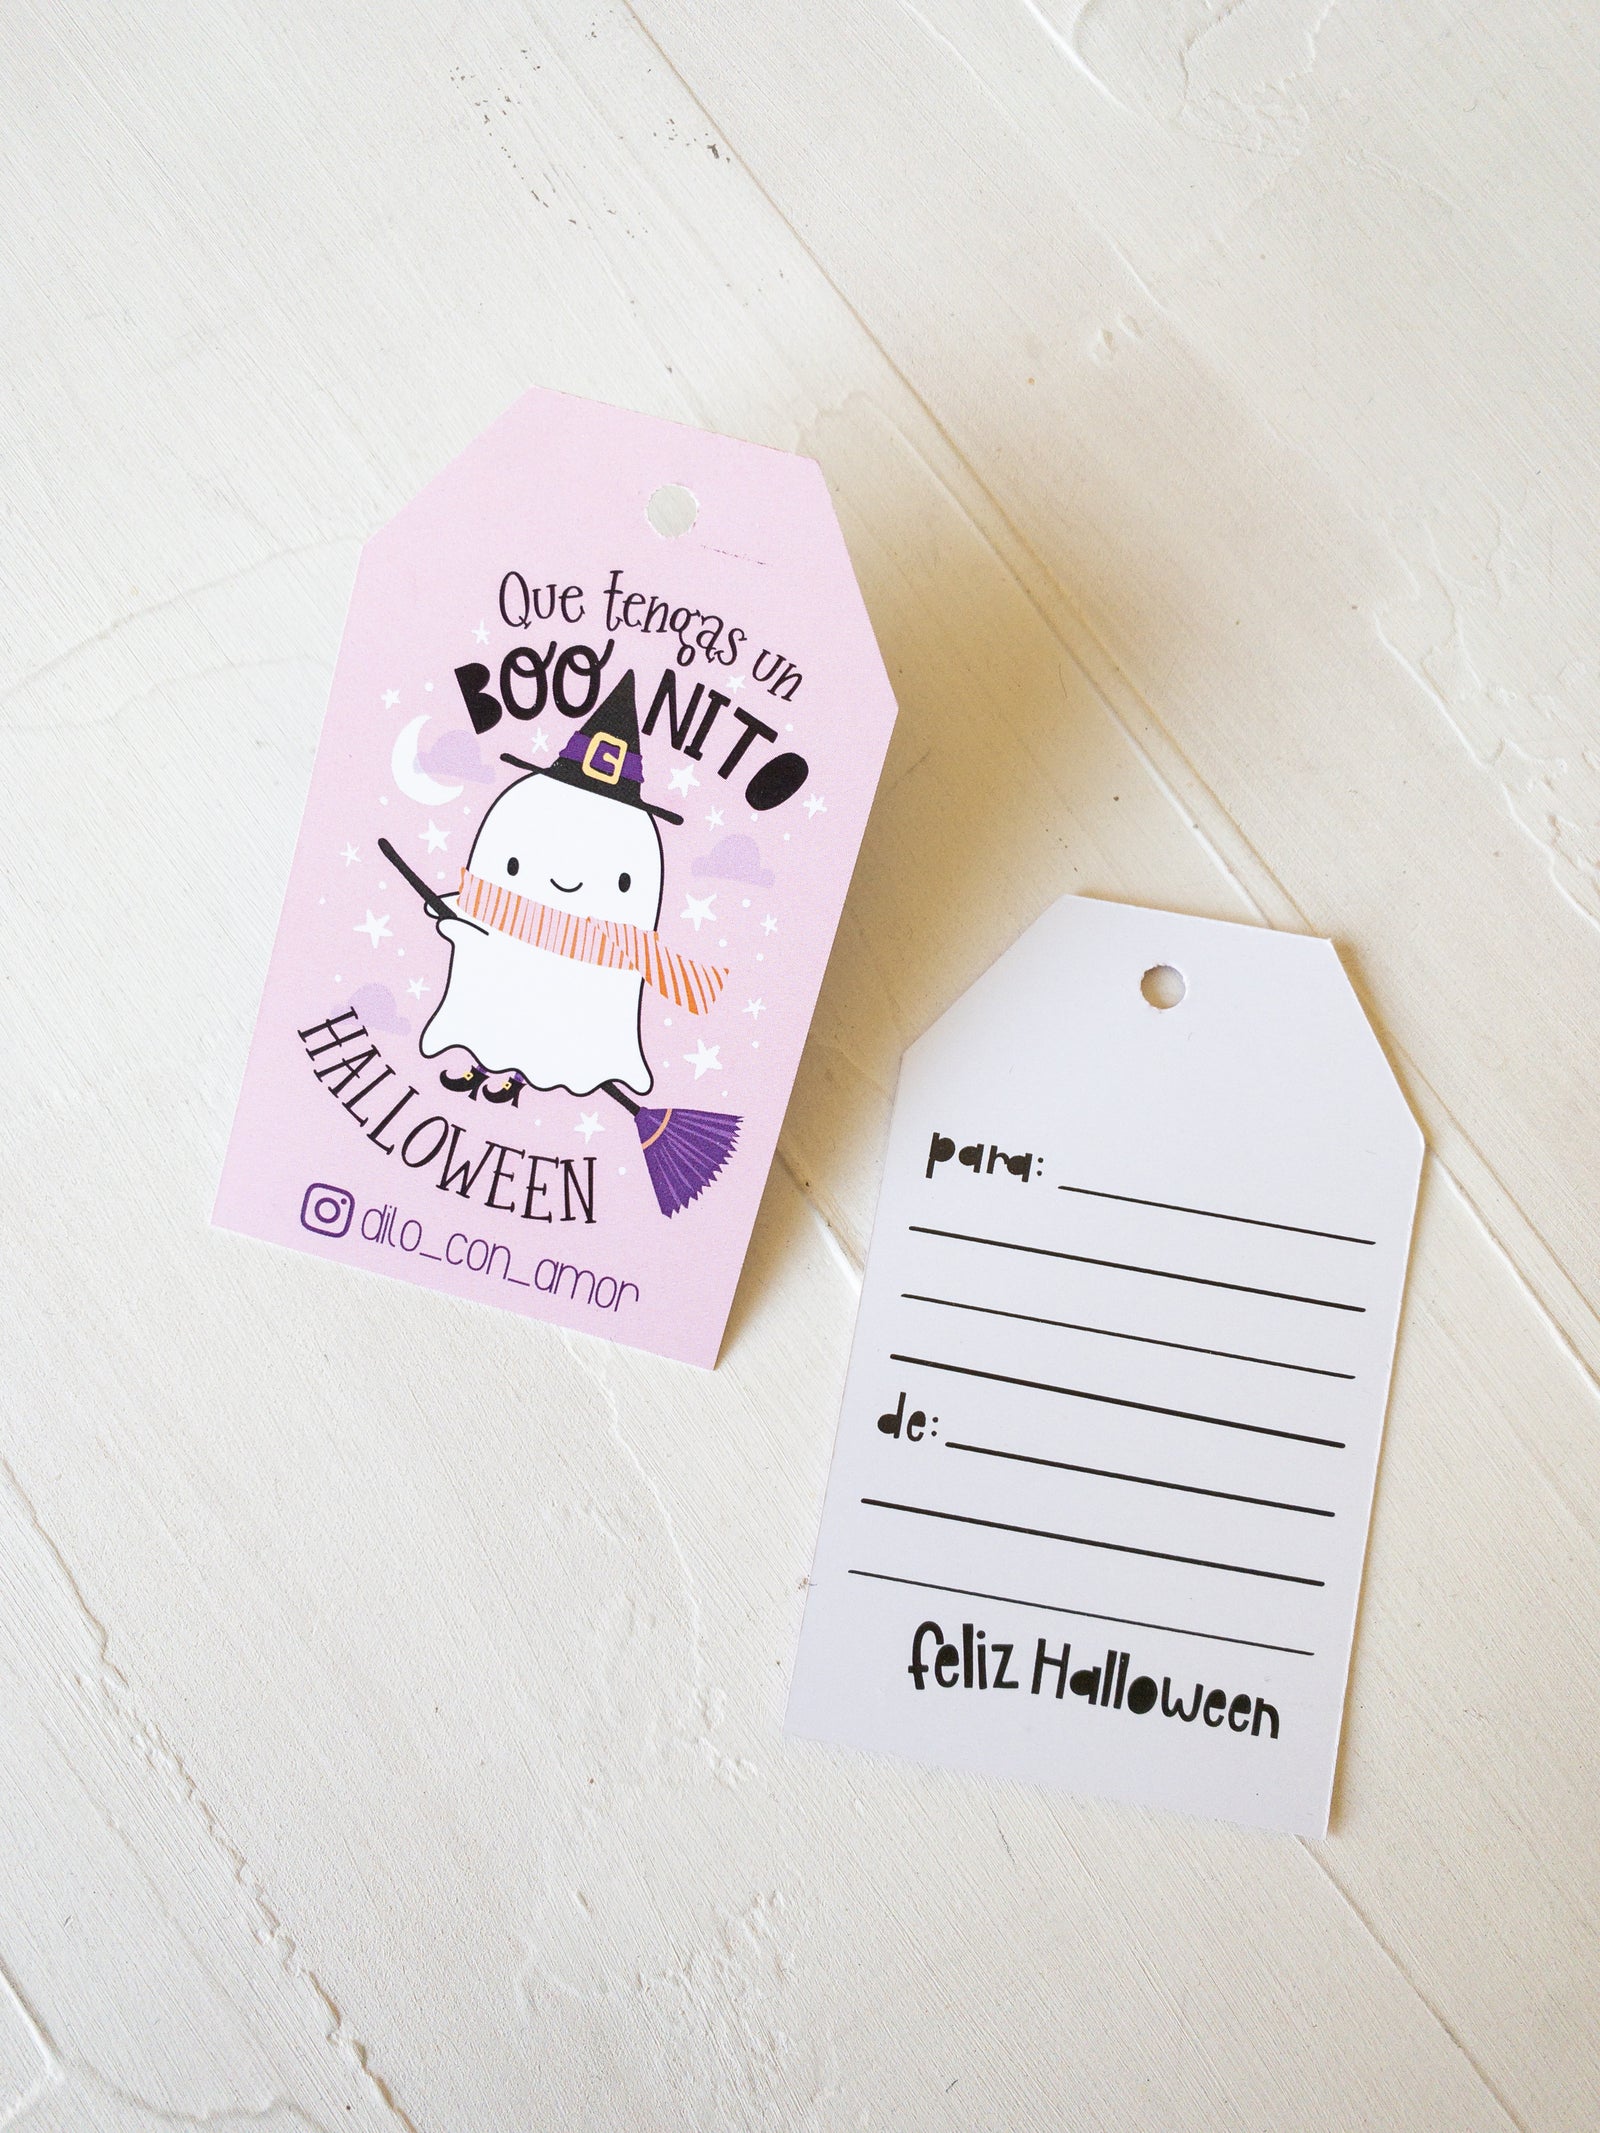 Que tengas un
BOONITO
HALLOWEEN
dilo_con_amor
para:
de:
feliz Halloween